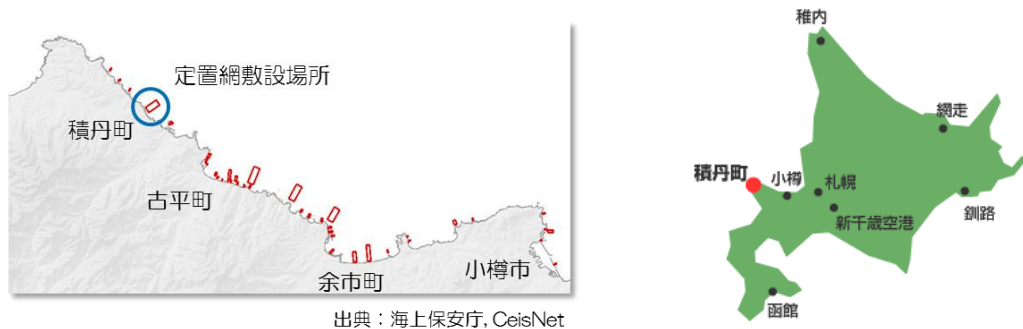 定置網敷設場所
積丹町
古平町
余市町
小樽市
出典：海上保安庁, CeisNet
稚内
網走
積丹町
小樽
札幌
新千歳空港
釧路
函館